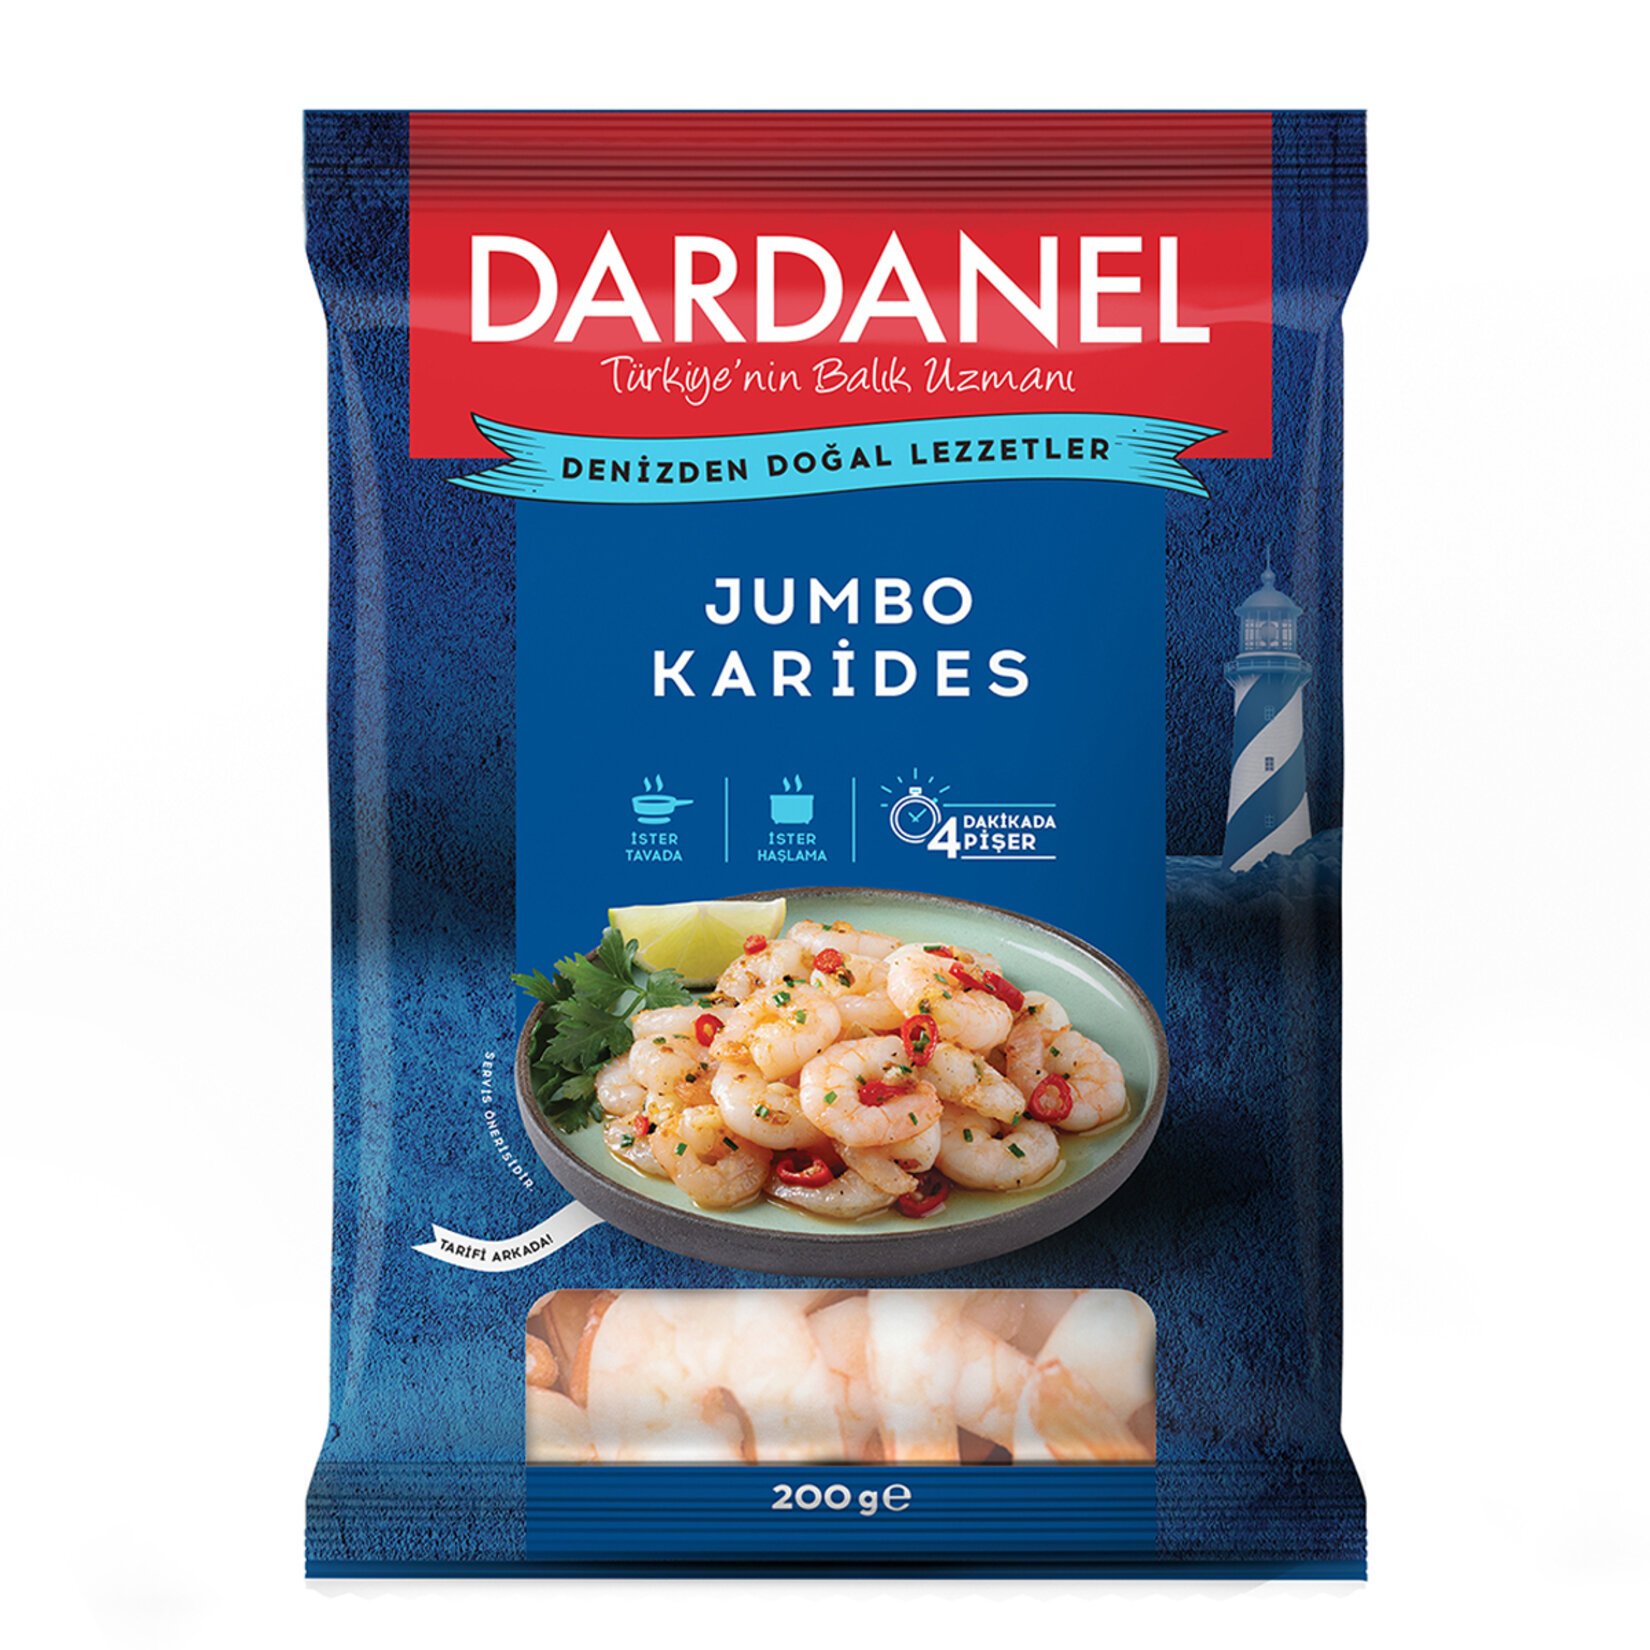 DARDANEL
Türkiye'nin Balık Uzmanı
DENİZDEN DOĞAL LEZZETLER
JUMBO
KARİDES
İSTER
TAVADA
İSTER
HAŞLAMA
4 DAKİKADA
PİŞER
SERVİS ÖNERİSİDİR.
TARİFİ ARKADA!
200 g e